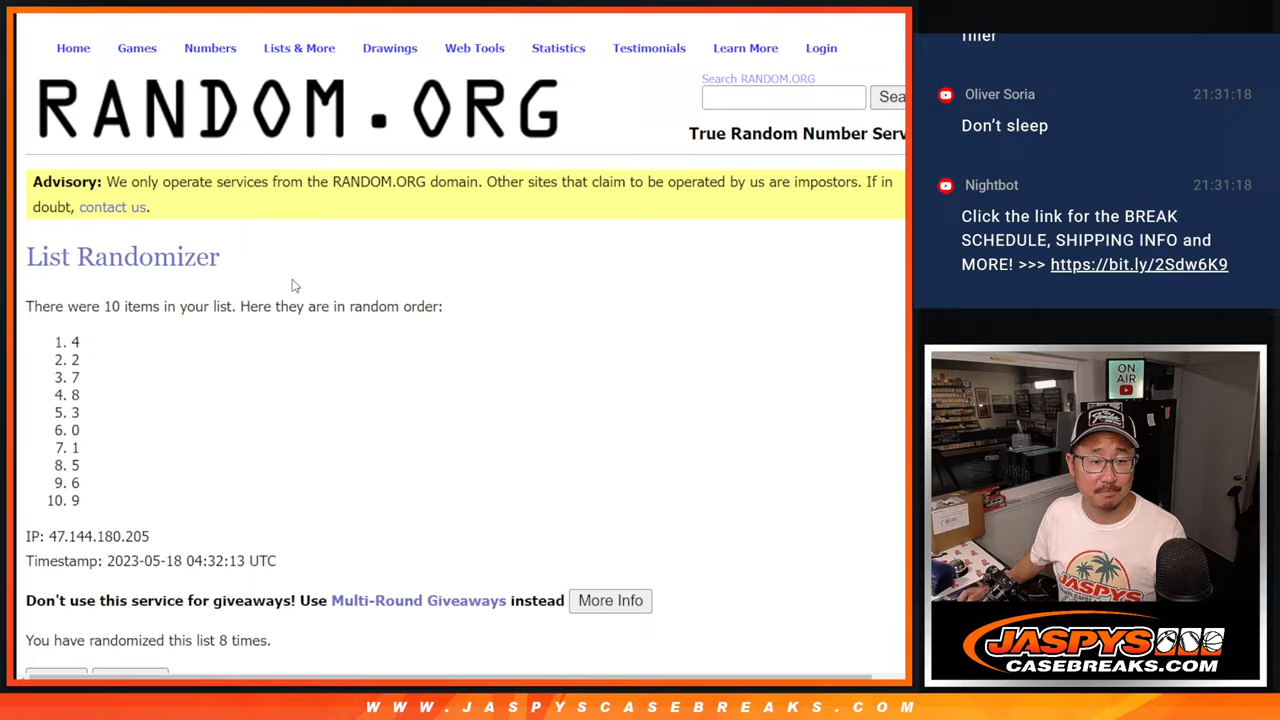 Home Games Numbers Lists & More Drawings Web Tools Statistics Testimonials Learn More Login
RANDOM.ORG
Search RANDOM.ORG
Sea
True Random Number Serv
Advisory: We only operate services from the RANDOM.ORG domain. Other sites that claim to be operated by us are impostors. If in
doubt, contact us.
List Randomizer
There were 10 items in your list. Here they are in random order:
1. 4
2. 2
3. 7
4. 8
5. 3
6. 0
7. 1
8. 5
9. 6
10. 9
IP: 47.144.180.205
Timestamp: 2023-05-18 04:32:13 UTC
Don't use this service for giveaways! Use Multi-Round Giveaways instead More Info
You have randomized this list 8 times.
filler
Oliver Soria 21:31:18
Don’t sleep
Nightbot 21:31:18
Click the link for the BREAK
SCHEDULE, SHIPPING INFO and
MORE! >>> https://bit.ly/2Sdw6K9
ON
AIR
Fender
JASPYS
JASPYS
CASEBREAKS.COM
WWW.JASPYSCASEBREAKS.COM